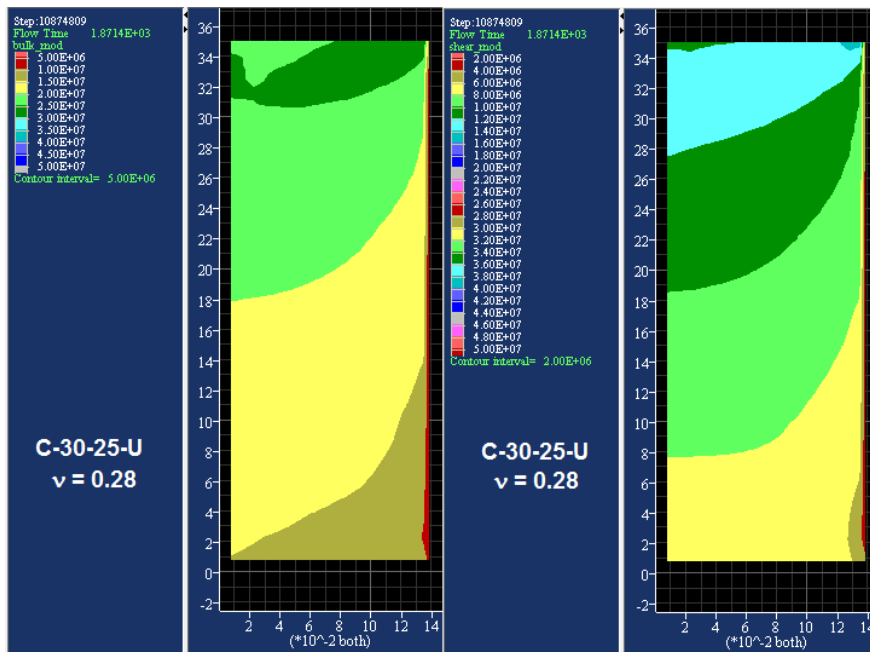 Step:10874809
Flow Time 1.8714E+03
bulk_mod
5.00E+06
1.00E+07
1.50E+07
2.00E+07
2.50E+07
3.00E+07
3.50E+07
4.00E+07
4.50E+07
5.00E+07
Contour interval= 5.00E+06
C-30-25-U
ν = 0.28
36
34
32
30
28
26
24
22
20
18
16
14
12
10
8
6
4
2
0
-2
2 4 6 8 10 12 14
(*10^-2 both)
Step:10874809
Flow Time 1.8714E+03
shear_mod
2.00E+06
4.00E+06
6.00E+06
8.00E+06
1.00E+07
1.20E+07
1.40E+07
1.60E+07
1.80E+07
2.00E+07
2.20E+07
2.40E+07
2.60E+07
2.80E+07
3.00E+07
3.20E+07
3.40E+07
3.60E+07
3.80E+07
4.00E+07
4.20E+07
4.40E+07
4.60E+07
4.80E+07
5.00E+07
Contour interval= 2.00E+06
C-30-25-U
ν = 0.28
36
34
32
30
28
26
24
22
20
18
16
14
12
10
8
6
4
2
0
-2
2 4 6 8 10 12 14
(*10^-2 both)